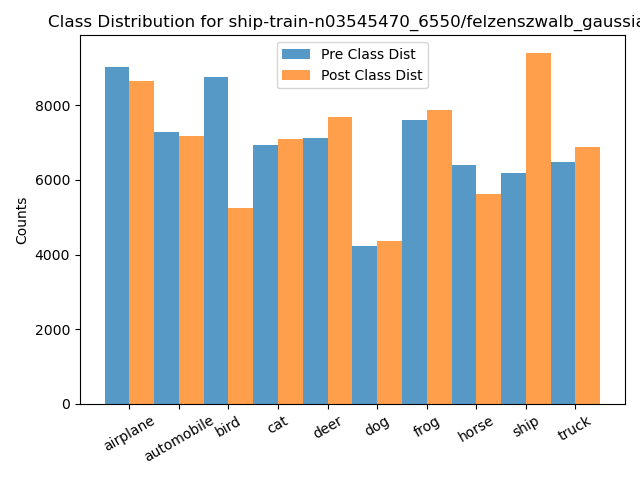 Class Distribution for ship-train-n03545470_6550/felzenszwalb_gaussia
Pre Class Dist
Post Class Dist
Counts
8000
6000
4000
2000
0
airplane
automobile
bird
cat
deer
dog
frog
horse
ship
truck